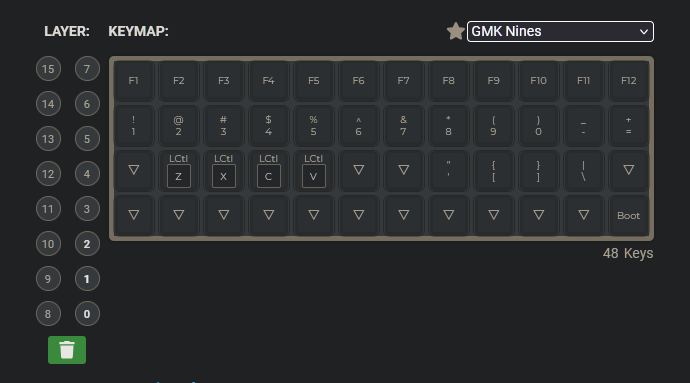 LAYER: KEYMAP: GMK Nines
15 7 F1 F2 F3 F4 F5 F6 F7 F8 F9 F10 F11 F12
14 6 ! @ # $ % ^ & * ( ) _ +
1 2 3 4 5 6 7 8 9 0 - =
13 5
12 4 ▽ LCtl LCtl LCtl LCtl ▽ ▽ " { } | ▽
Z X C V ' [ ] \
11 3 ▽ ▽ ▽ ▽ ▽ ▽ ▽ ▽ ▽ ▽ ▽ Boot
10 2
48 Keys
9 1
8 0